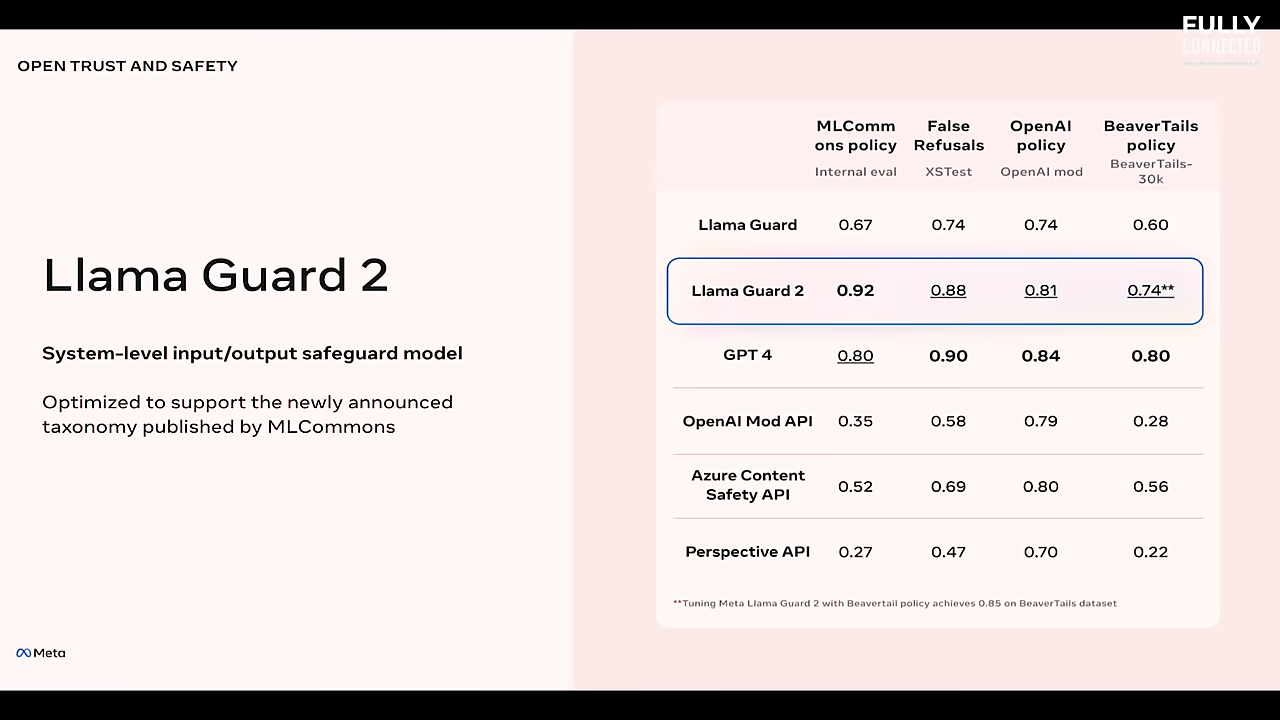 FULLY
CONNECTED
OPEN TRUST AND SAFETY
Llama Guard 2
System-level input/output safeguard model
Optimized to support the newly announced
taxonomy published by MLCommons
Meta
MLComm False OpenAI BeaverTails
ons policy Refusals policy policy
Internal eval XSTest OpenAI mod BeaverTails-
30k
Llama Guard 0.67 0.74 0.74 0.60
Llama Guard 2 0.92 0.88 0.81 0.74**
GPT 4 0.80 0.90 0.84 0.80
OpenAI Mod API 0.35 0.58 0.79 0.28
Azure Content
Safety API 0.52 0.69 0.80 0.56
Perspective API 0.27 0.47 0.70 0.22
**Tuning Meta Llama Guard 2 with Beavertail policy achieves 0.85 on BeaverTails dataset